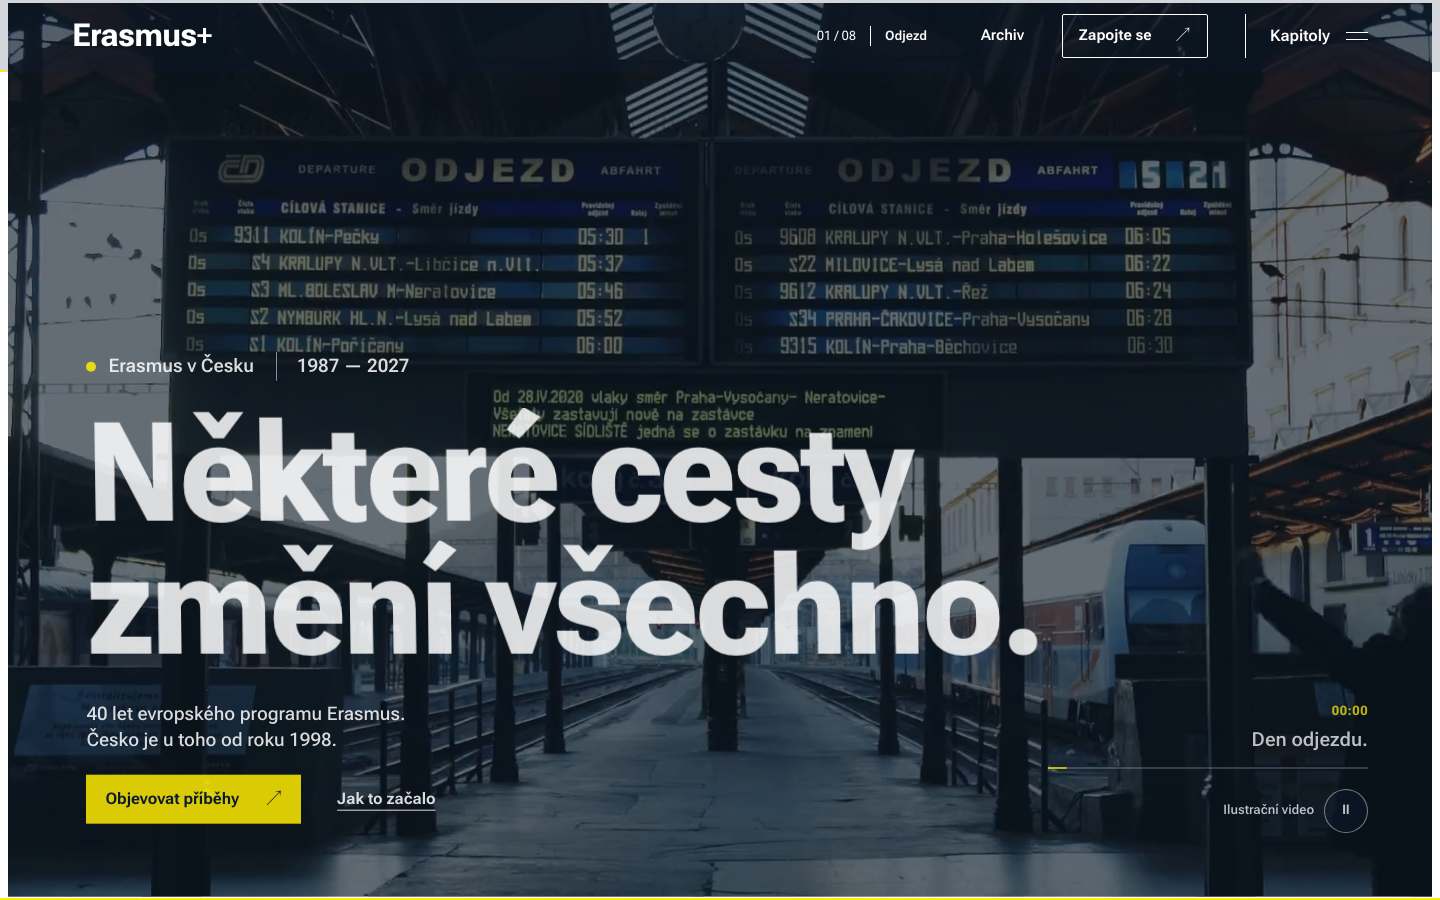 Erasmus+
01 / 08
Odjezd
Archiv
Zapojte se
Kapitoly
ČD DEPARTURE ODJEZD ABFAHRT
DEPARTURE ODJEZD ABFAHRT
CÍLOVÁ STANICE - Směr jízdy
Os 9311 KOLÍN-Pečky 05:30 1
Os S4 KRALUPY N.VLT.-Libčice n.Vlt. 05:37
Os S3 ML.BOLESLAV M-Neratovice 05:46
Os S2 NYMBURK HL.N.-Lysá nad Labem 05:52
Os S1 KOLÍN-Poříčany 06:00
CÍLOVÁ STANICE - Směr jízdy
Os 9608 KRALUPY N.VLT.-Praha-Holešovice 06:05
Os S22 MILOVICE-Lysá nad Labem 06:22
Os 9612 KRALUPY N.VLT.-Řež 06:24
Os S34 PRAHA-ČAKOVICE-Praha-Vysočany 06:28
Os 9315 KOLÍN-Praha-Běchovice 06:30
Od 28.IV.2020 vlaky směr Praha-Vysočany- Neratovice-
zastavují nově na zastávce
SÍDLIŠTĚ jedná se o zastávku na znamení
Erasmus v Česku
1987 — 2027
Některé cesty
změní všechno.
40 let evropského programu Erasmus.
Česko je u toho od roku 1998.
Objevovat příběhy
Jak to začalo
00:00
Den odjezdu.
Ilustrační video